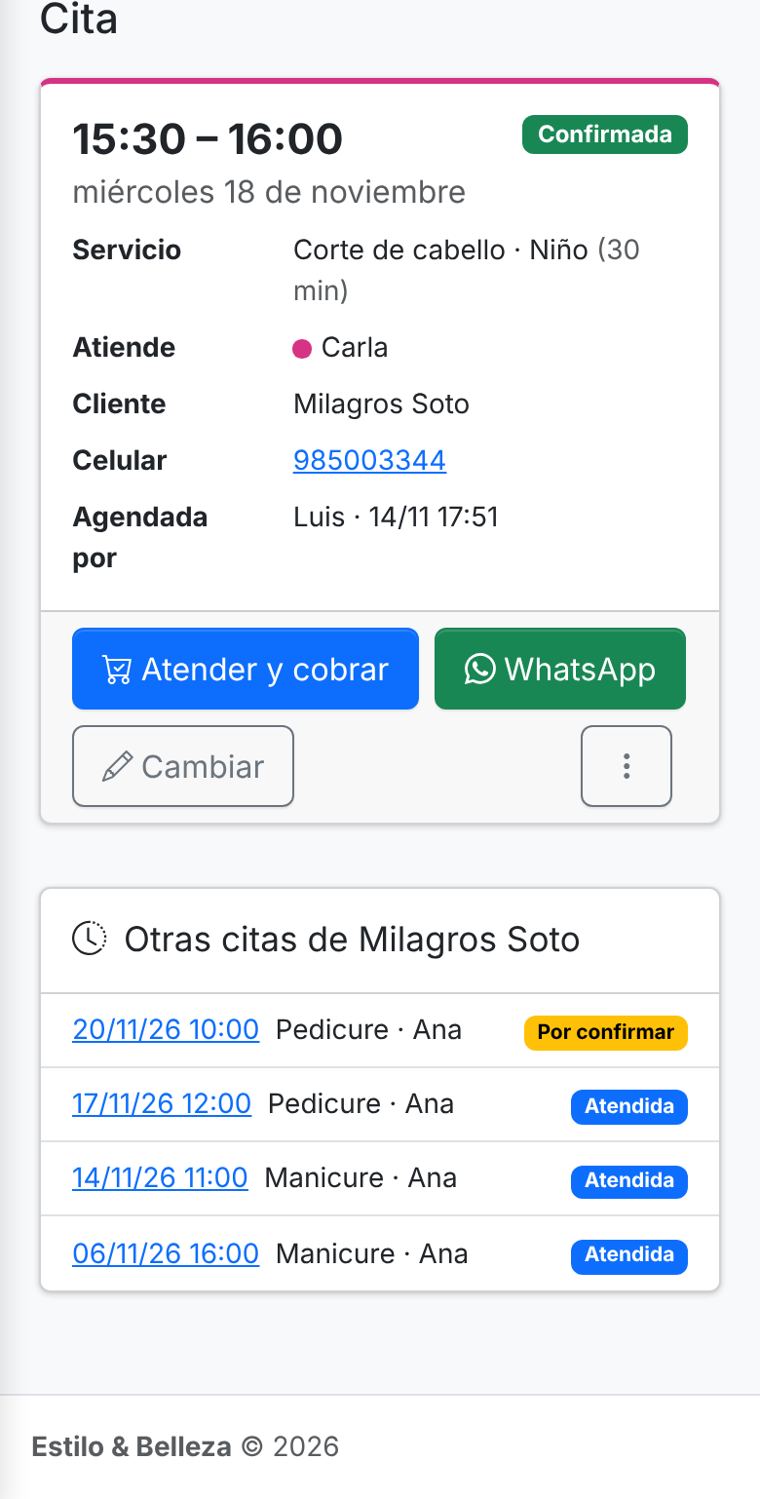 Cita
15:30 – 16:00 Confirmada
miércoles 18 de noviembre
Servicio Corte de cabello · Niño (30
min)
Atiende Carla
Cliente Milagros Soto
Celular 985003344
Agendada Luis · 14/11 17:51
por
Atender y cobrar WhatsApp
Cambiar
Otras citas de Milagros Soto
20/11/26 10:00 Pedicure · Ana Por confirmar
17/11/26 12:00 Pedicure · Ana Atendida
14/11/26 11:00 Manicure · Ana Atendida
06/11/26 16:00 Manicure · Ana Atendida
Estilo & Belleza © 2026